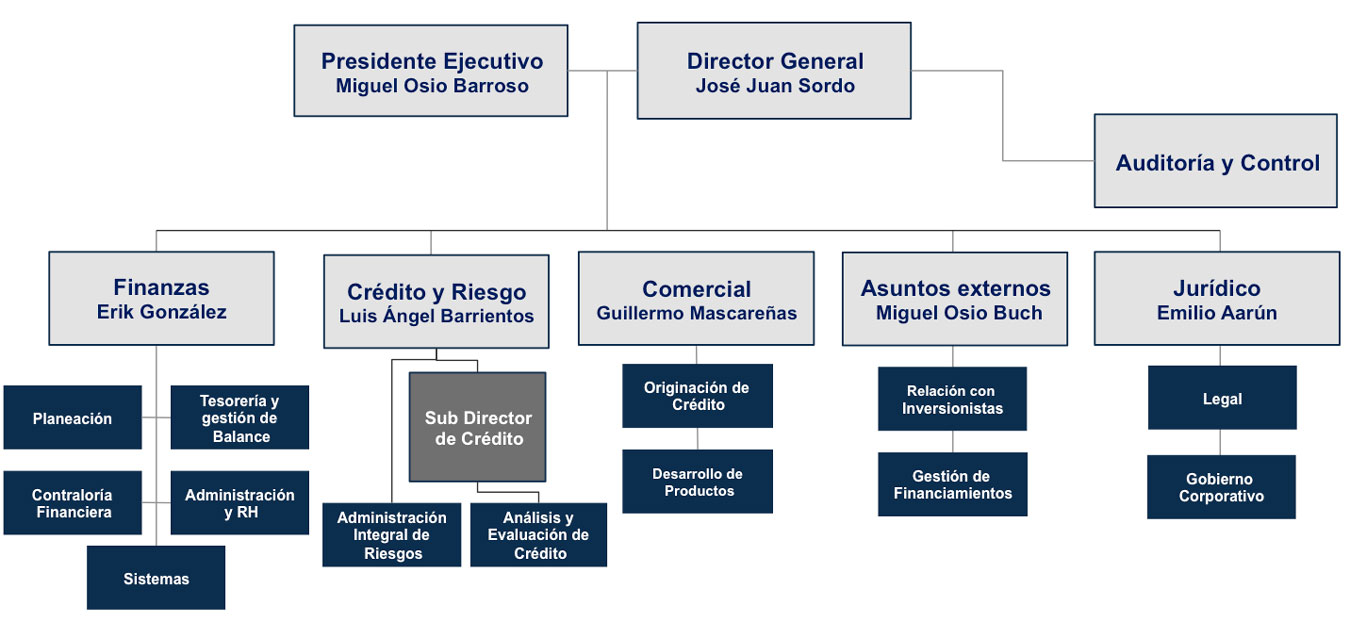 Presidente Ejecutivo
Miguel Osio Barroso
Director General
José Juan Sordo
Auditoría y Control
Finanzas
Erik González
Crédito y Riesgo
Luis Ángel Barrientos
Comercial
Guillermo Mascareñas
Asuntos externos
Miguel Osio Buch
Jurídico
Emilio Aarún
Planeación
Tesorería y
gestión de
Balance
Contraloría
Financiera
Administración
y RH
Sistemas
Sub Director
de Crédito
Administración
Integral de
Riesgos
Análisis y
Evaluación de
Crédito
Originación de
Crédito
Desarrollo de
Productos
Relación con
Inversionistas
Gestión de
Financiamientos
Legal
Gobierno
Corporativo